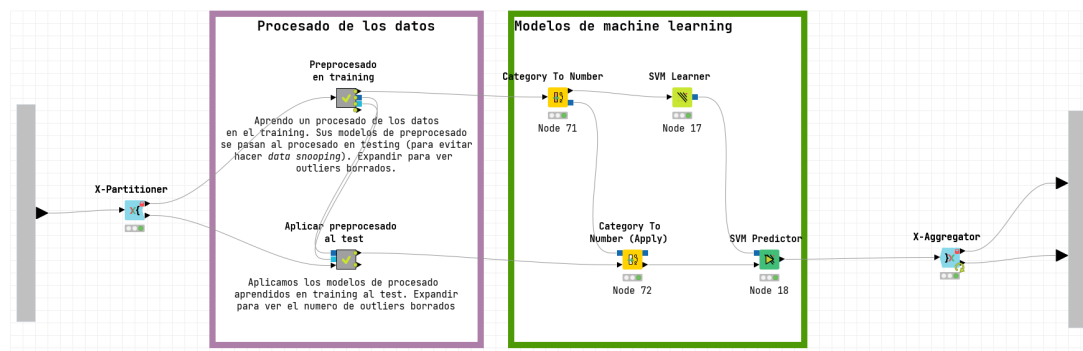 Procesado de los datos
Modelos de machine learning
Preprocesado
en training
Aprendo un procesado de los datos
en el training. Sus modelos de preprocesado
se pasan al procesado en testing (para evitar
hacer data snooping). Expandir para ver
outliers borrados.
Category To Number
Node 71
SVM Learner
Node 17
X-Partitioner
Aplicar preprocesado
al test
Aplicamos los modelos de procesado
aprendidos en training al test. Expandir
para ver el numero de outliers borrados
Category To
Number (Apply)
Node 72
SVM Predictor
Node 18
X-Aggregator